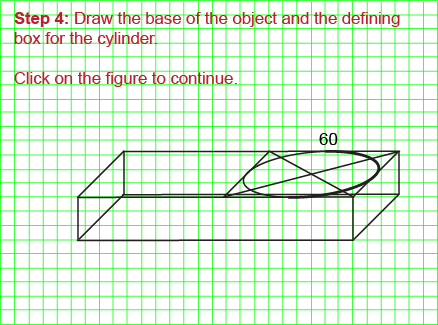 Step 4: Draw the base of the object and the defining
box for the cylinder.
Click on the figure to continue.
60